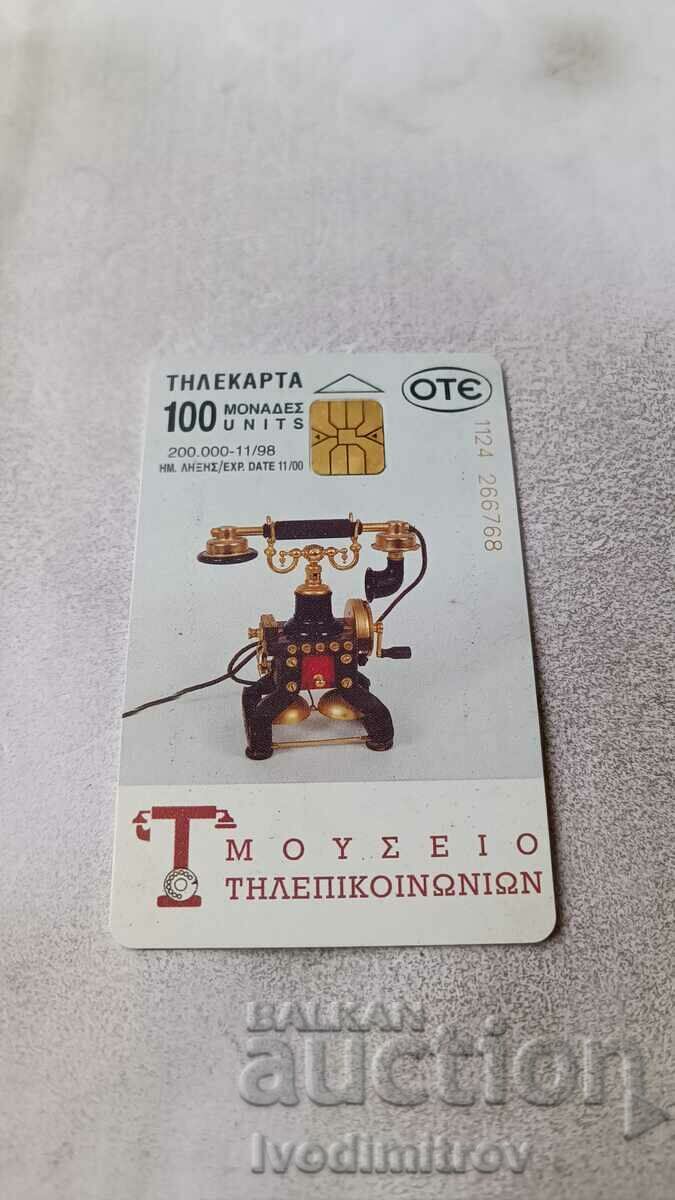 ΤΗΛΕΚΑΡΤΑ
ΟΤΕ
100 ΜΟΝΑΔΕΣ
UNITS
200.000-11/98
ΗΜ. ΛΗΞΗΣ/EXP. DATE 11/00
1124 266768
ΜΟΥΣΕΙΟ
ΤΗΛΕΠΙΚΟΙΝΩΝΙΩΝ
BALKAN
auction
Ivodimitrov